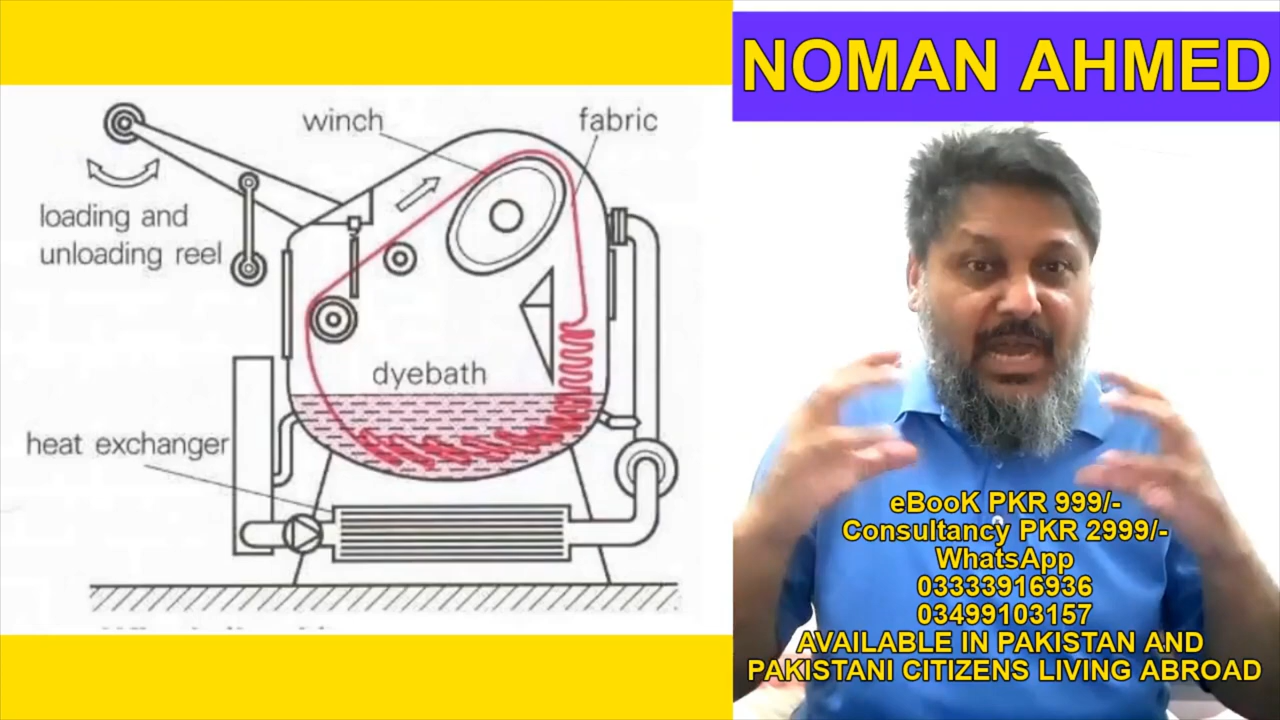 winch
fabric
loading and
unloading reel
dyebath
heat exchanger
NOMAN AHMED
eBooK PKR 999/-
Consultancy PKR 2999/-
WhatsApp
03333916936
03499103157
AVAILABLE IN PAKISTAN AND
PAKISTANI CITIZENS LIVING ABROAD